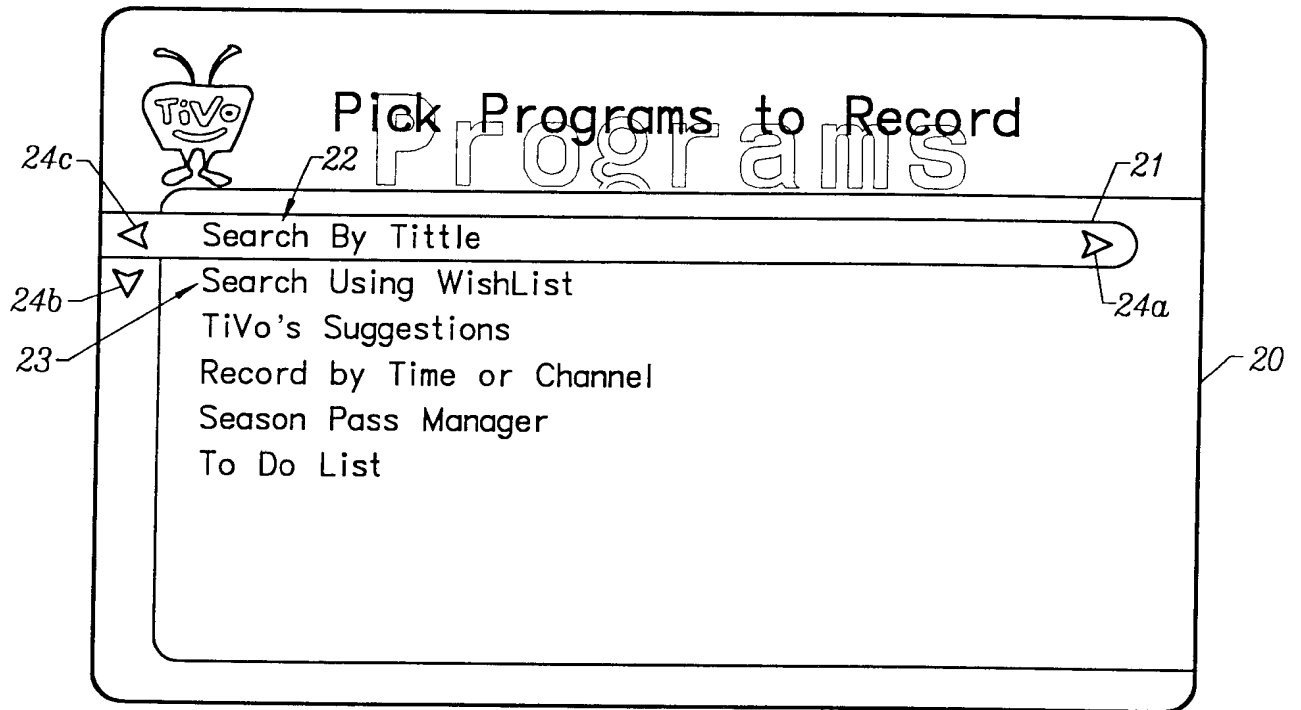 TiVo
Pick Programs to Record
Programs
24c
22
21
Search By Tittle
24b
Search Using WishList
24a
23
TiVo's Suggestions
Record by Time or Channel
20
Season Pass Manager
To Do List